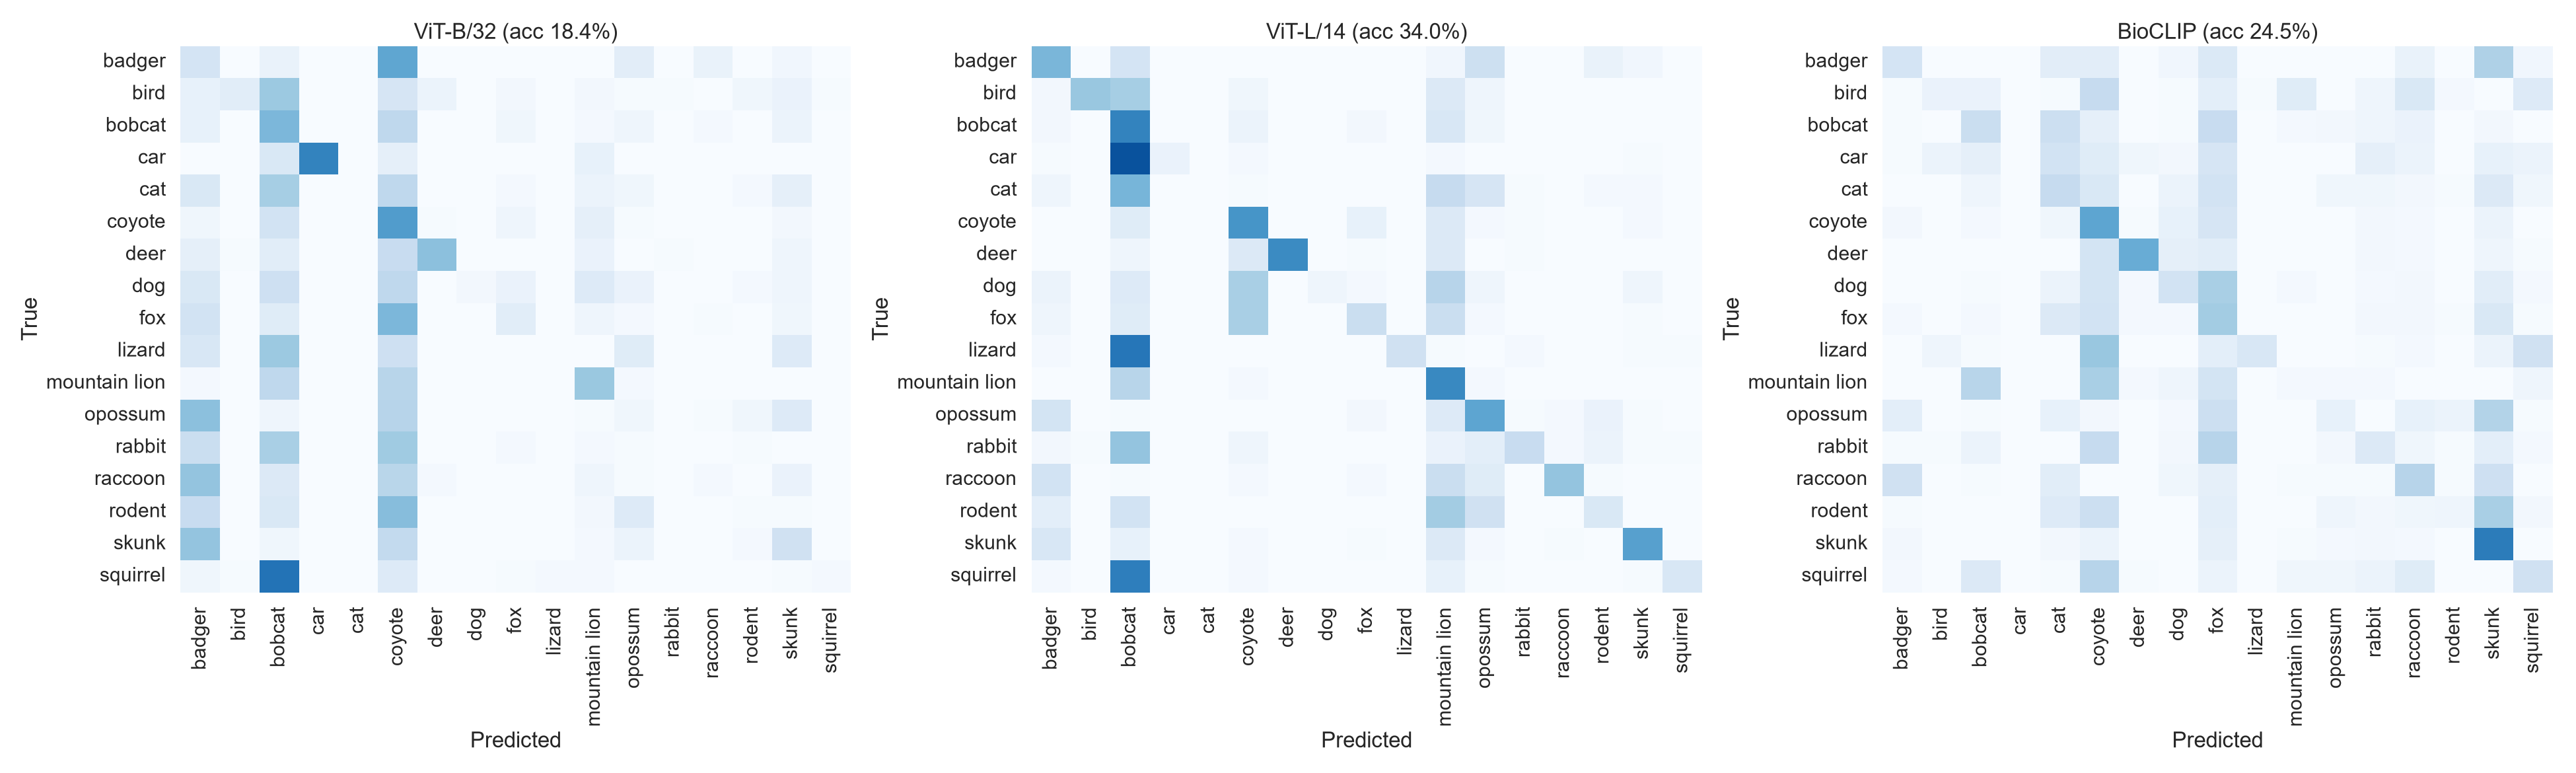 ViT-B/32 (acc 18.4%)
True
badger
bird
bobcat
car
cat
coyote
deer
dog
fox
lizard
mountain lion
opossum
rabbit
raccoon
rodent
skunk
squirrel
badger
bird
bobcat
car
cat
coyote
deer
dog
fox
lizard
mountain lion
opossum
rabbit
raccoon
rodent
skunk
squirrel
Predicted
ViT-L/14 (acc 34.0%)
True
badger
bird
bobcat
car
cat
coyote
deer
dog
fox
lizard
mountain lion
opossum
rabbit
raccoon
rodent
skunk
squirrel
badger
bird
bobcat
car
cat
coyote
deer
dog
fox
lizard
mountain lion
opossum
rabbit
raccoon
rodent
skunk
squirrel
Predicted
BioCLIP (acc 24.5%)
True
badger
bird
bobcat
car
cat
coyote
deer
dog
fox
lizard
mountain lion
opossum
rabbit
raccoon
rodent
skunk
squirrel
badger
bird
bobcat
car
cat
coyote
deer
dog
fox
lizard
mountain lion
opossum
rabbit
raccoon
rodent
skunk
squirrel
Predicted